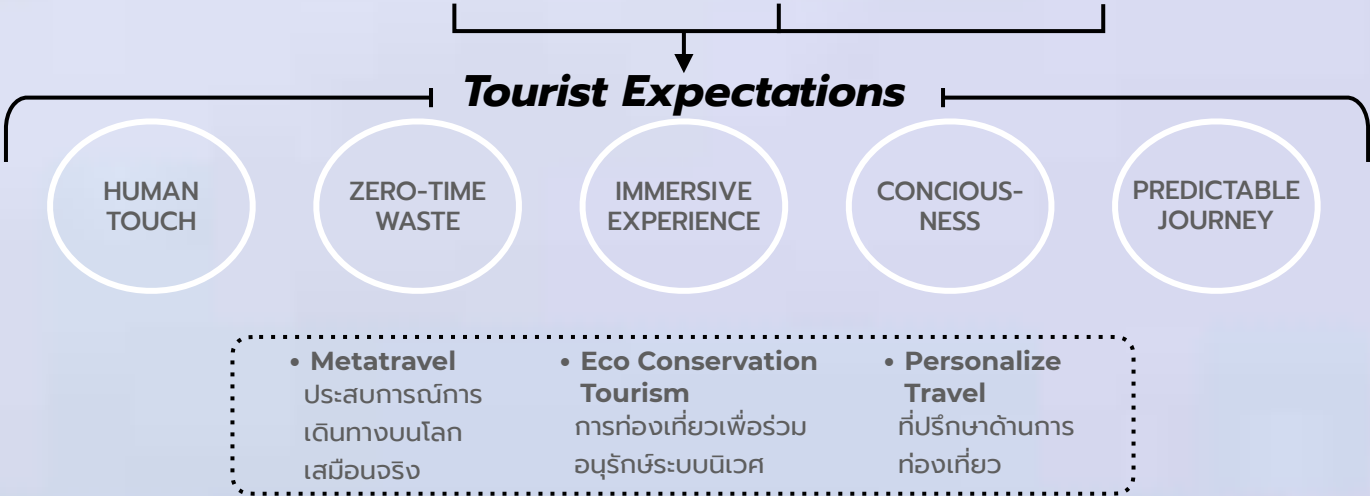 Tourist Expectations
HUMAN
TOUCH
ZERO-TIME
WASTE
IMMERSIVE
EXPERIENCE
CONCIOUS-
NESS
PREDICTABLE
JOURNEY
• Metatravel
ประสบการณ์การ
เดินทางบนโลก
เสมือนจริง
• Eco Conservation
Tourism
การท่องเที่ยวเพื่อร่วม
อนุรักษ์ระบบนิเวศ
• Personalize
Travel
ที่ปรึกษาด้านการ
ท่องเที่ยว